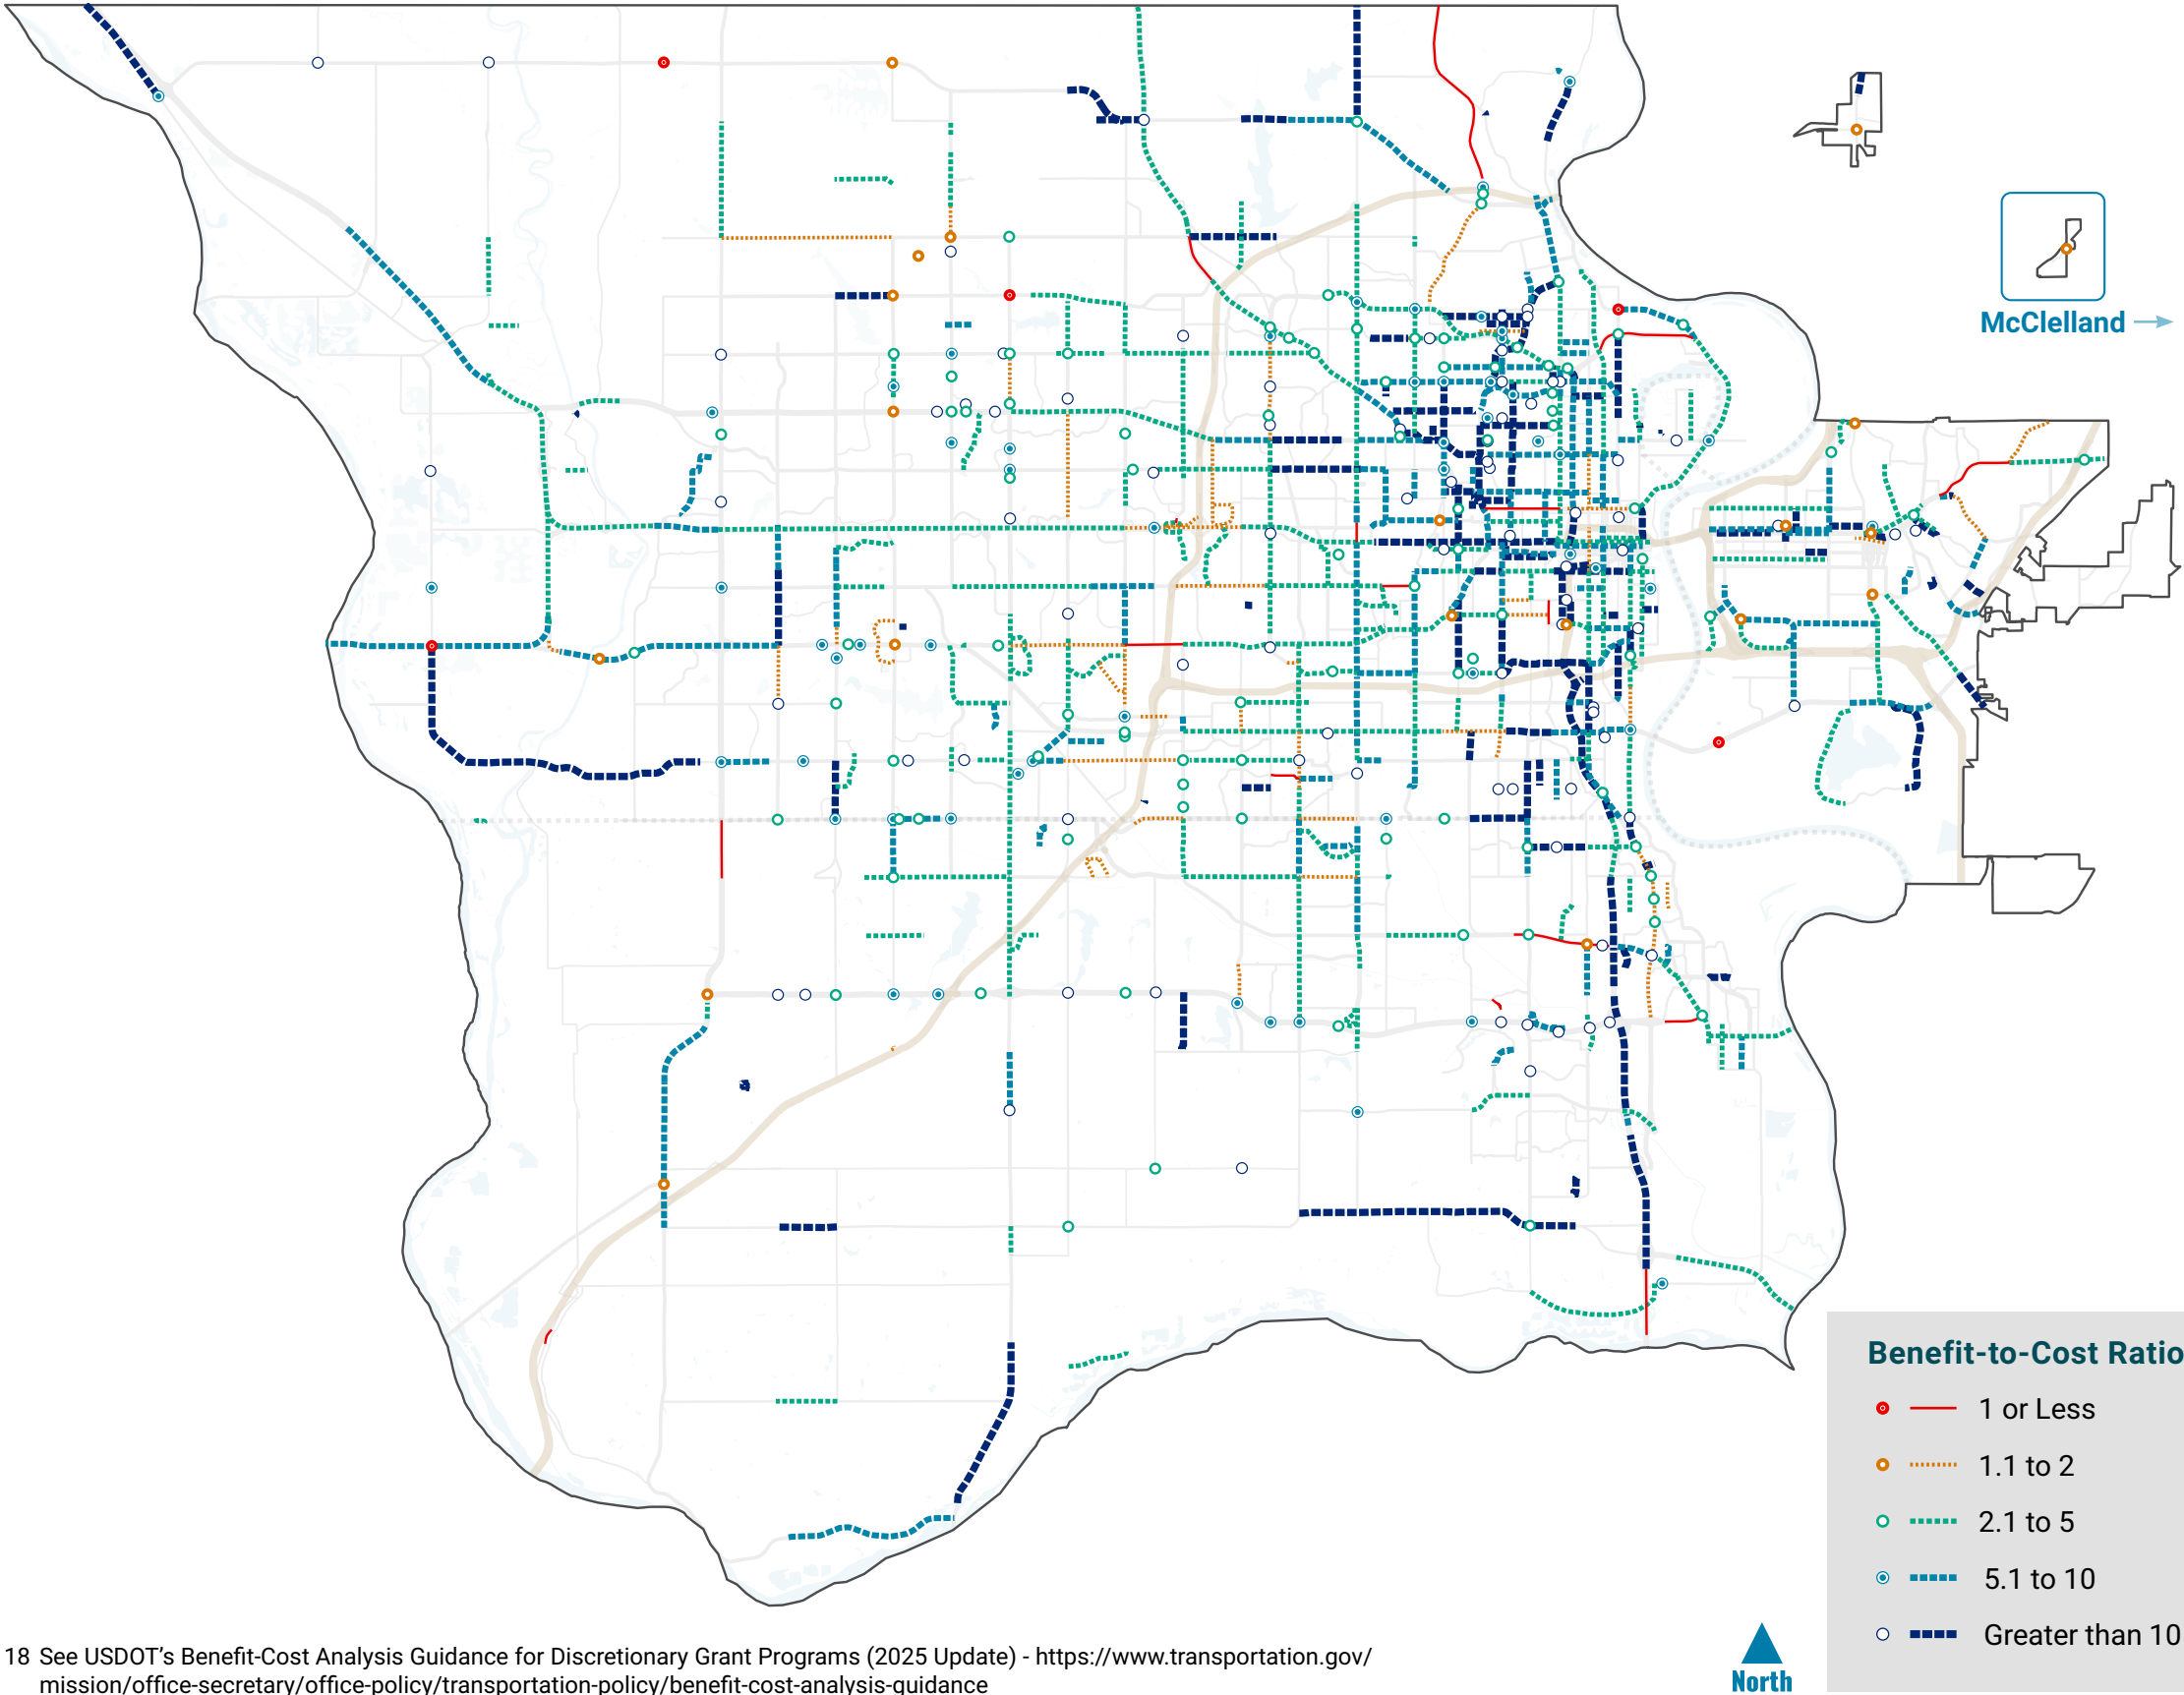 McClelland
Benefit-to-Cost Ratio
1 or Less
1.1 to 2
2.1 to 5
5.1 to 10
Greater than 10
North
18 See USDOT’s Benefit-Cost Analysis Guidance for Discretionary Grant Programs (2025 Update) - https://www.transportation.gov/
mission/office-secretary/office-policy/transportation-policy/benefit-cost-analysis-guidance